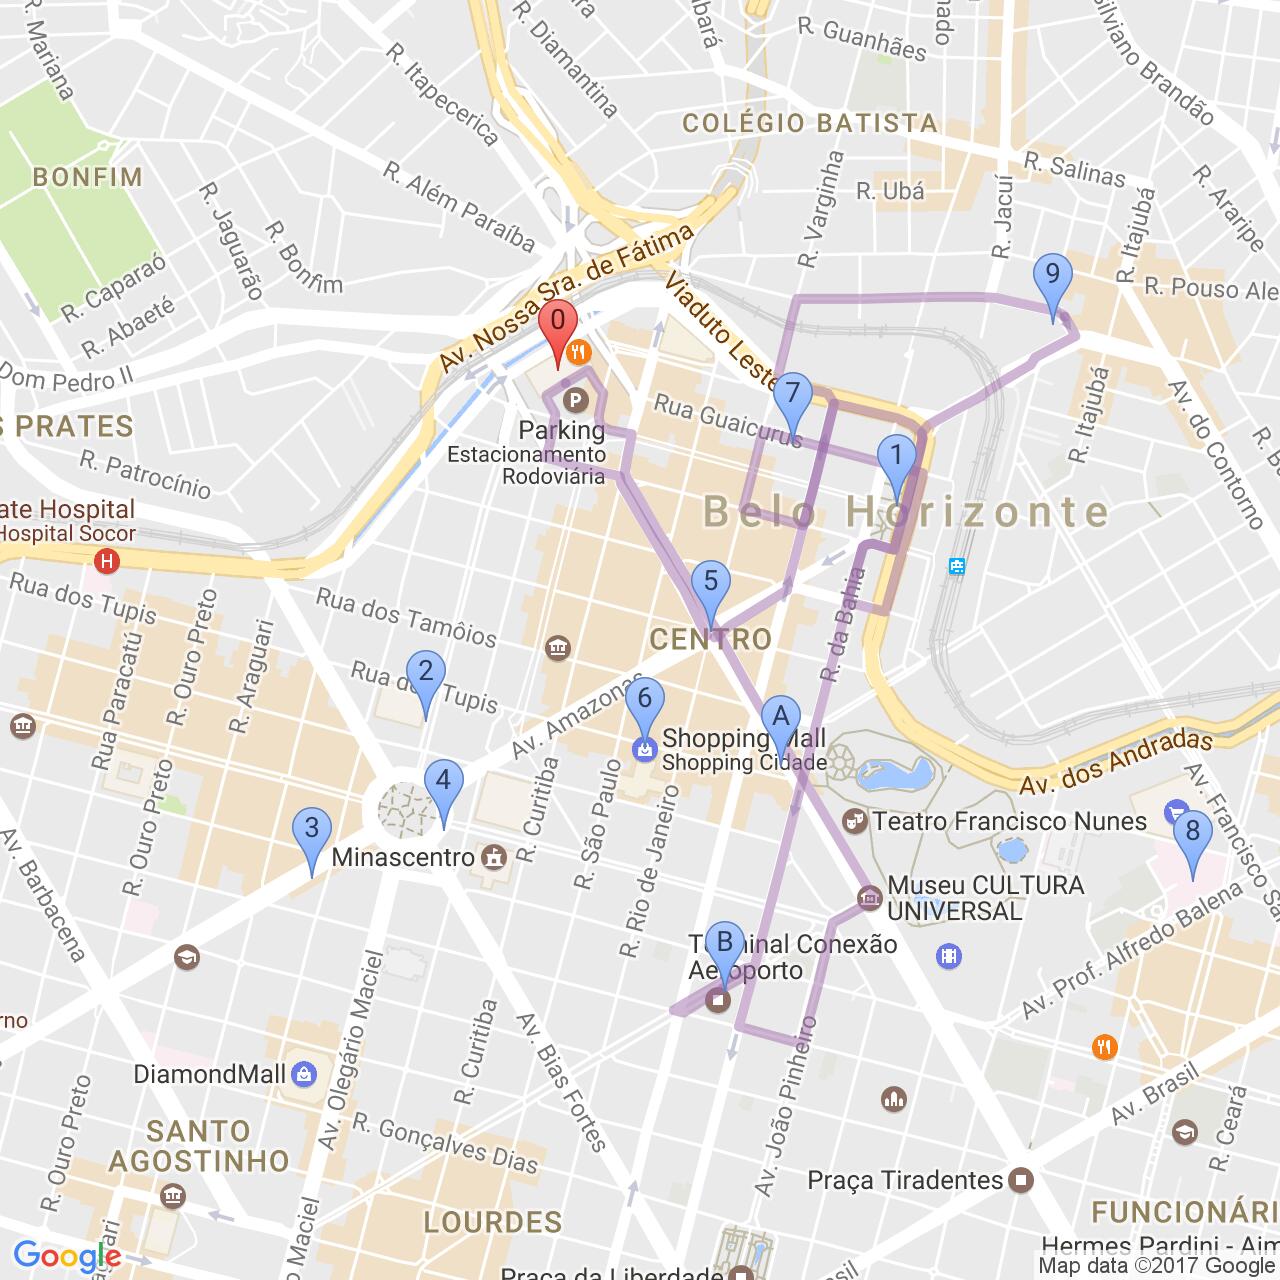 R. Mariana
R. Diamantina
R. Guanhães
R. Itapecerica
Silviano Brandão
COLÉGIO BATISTA
BONFIM
R. Além Paraíba
R. Salinas
R. Ubá
R. Varginha
R. Jacuí
R. Itajubá
R. Araripe
R. Jaguarão
R. Bonfim
R. Caparaó
R. Abaeté
Av. Nossa Sra. de Fátima
Viaduto Leste
R. Pouso Ale
9
0
Dom Pedro II
7
Rua Guaicurus
P
Parking
Estacionamento
Rodoviária
S PRATES
R. Patrocínio
R. Itajubá
Av. do Contorno
1
Belo Horizonte
ate Hospital
Hospital Socor
H
Rua dos Tupis
R. Ouro Preto
Rua Paracatú
R. Araguari
Rua dos Tamôios
5
CENTRO
R. da Bahia
2
Rua dos Tupis
Av. Amazonas
6
A
Shopping Mall
Shopping Cidade
Av. dos Andradas
4
3
R. Ouro Preto
R. Curitiba
R. São Paulo
R. Rio de Janeiro
Minascentro
Teatro Francisco Nunes
8
Av. Francisco Sa
Av. Barbacena
Museu CULTURA
UNIVERSAL
Av. Prof. Alfredo Balena
B
Terminal Conexão
Aeroporto
rno
Av. Olegário Maciel
R. Curitiba
Av. Bias Fortes
Av. João Pinheiro
DiamondMall
R. Ouro Preto
SANTO
AGOSTINHO
R. Gonçalves Dias
Av. Brasil
R. Ceará
Praça Tiradentes
LOURDES
FUNCIONÁRI
Hermes Pardini - Aim
Praça da Liberdade
Google
Map data ©2017 Google